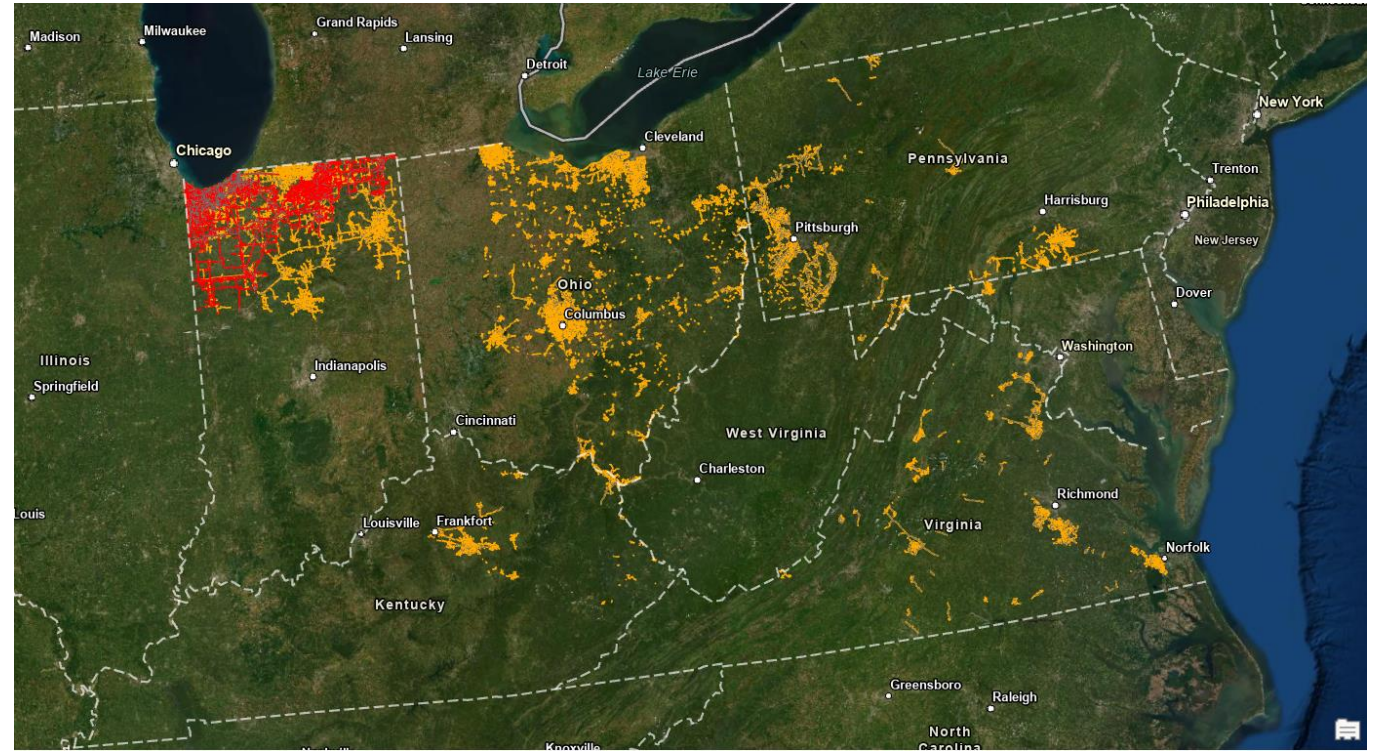 Madison
Milwaukee
Grand Rapids
Lansing
Detroit
Lake Erie
Cleveland
Chicago
New York
Pennsylvania
Trenton
Harrisburg
Philadelphia
Pittsburgh
New Jersey
Ohio
Dover
Columbus
Washington
Illinois
Indianapolis
Springfield
Cincinnati
West Virginia
Charleston
Richmond
Louis
Louisville
Frankfort
Virginia
Norfolk
Kentucky
Greensboro
Raleigh
North
Carolina
Knoxville